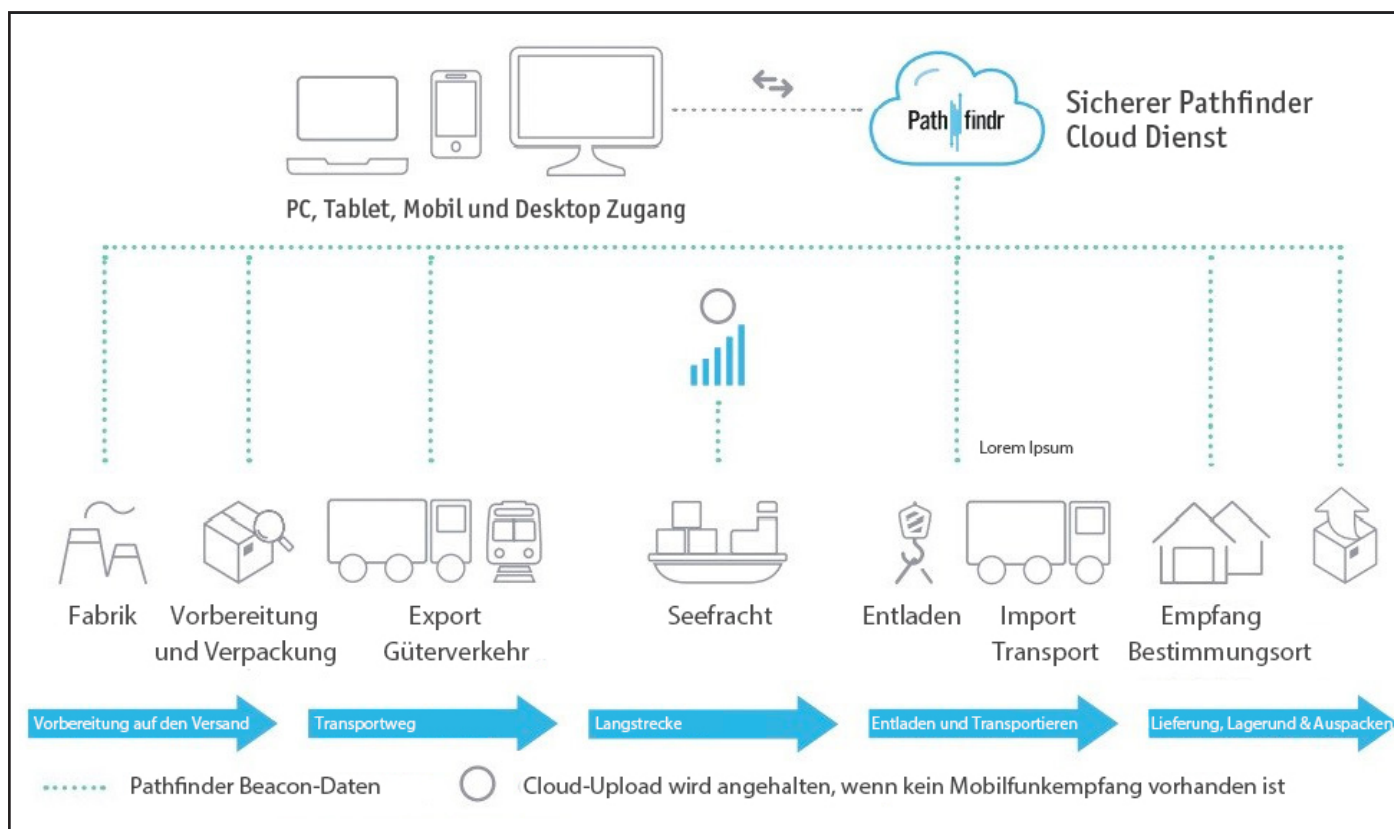 Path findr
Sicherer Pathfinder
Cloud Dienst
PC, Tablet, Mobil und Desktop Zugang
Lorem Ipsum
Fabrik
Vorbereitung
und Verpackung
Export
Güterverkehr
Seefracht
Entladen
Import
Transport
Empfang
Bestimmungsort
Vorbereitung auf den Versand
Transportweg
Langstrecke
Entladen und Transportieren
Lieferung, Lagerund & Auspacken
Pathfinder Beacon-Daten
Cloud-Upload wird angehalten, wenn kein Mobilfunkempfang vorhanden ist